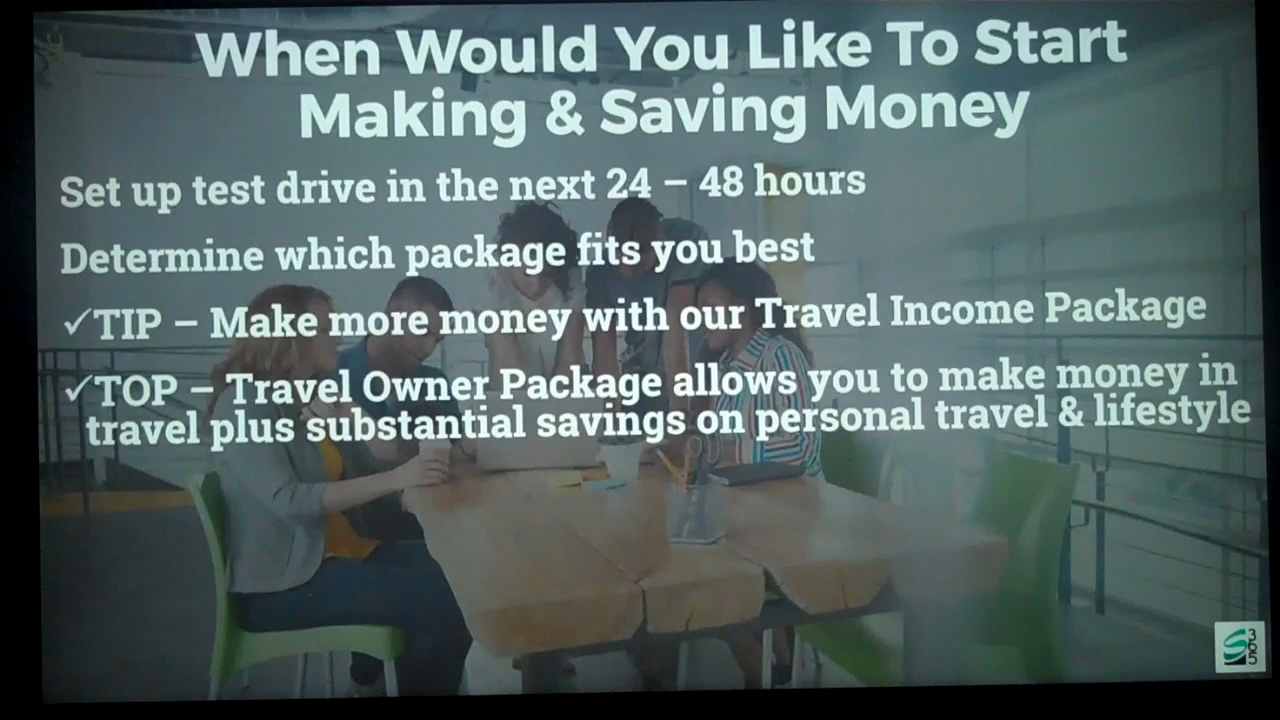 When Would You Like To Start
Making & Saving Money
Set up test drive in the next 24 – 48 hours
Determine which package fits you best
✓TIP – Make more money with our Travel Income Package
✓TOP – Travel Owner Package allows you to make money in
travel plus substantial savings on personal travel & lifestyle
365